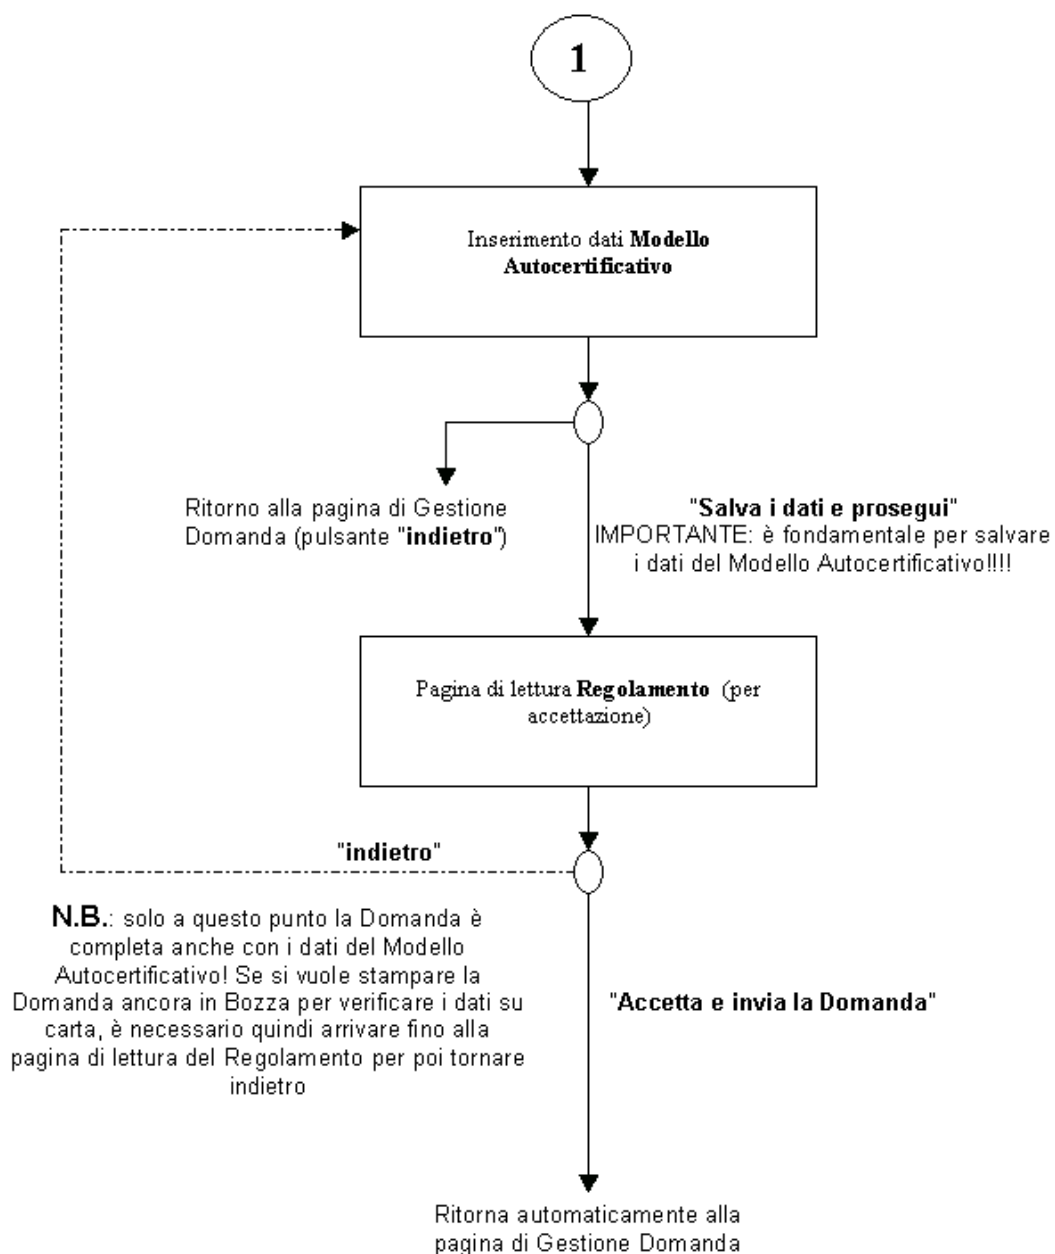 1
Inserimento dati Modello
Autocertificativo
Ritorno alla pagina di Gestione
Domanda (pulsante "indietro")
"Salva i dati e prosegui"
IMPORTANTE: è fondamentale per salvare
i dati del Modello Autocertificativo!!!!
Pagina di lettura Regolamento (per
accettazione)
"indietro"
N.B.: solo a questo punto la Domanda è
completa anche con i dati del Modello
Autocertificativo! Se si vuole stampare la
Domanda ancora in Bozza per verificare i dati su
carta, è necessario quindi arrivare fino alla
pagina di lettura del Regolamento per poi tornare
indietro
"Accetta e invia la Domanda"
Ritorna automaticamente alla
pagina di Gestione Domanda